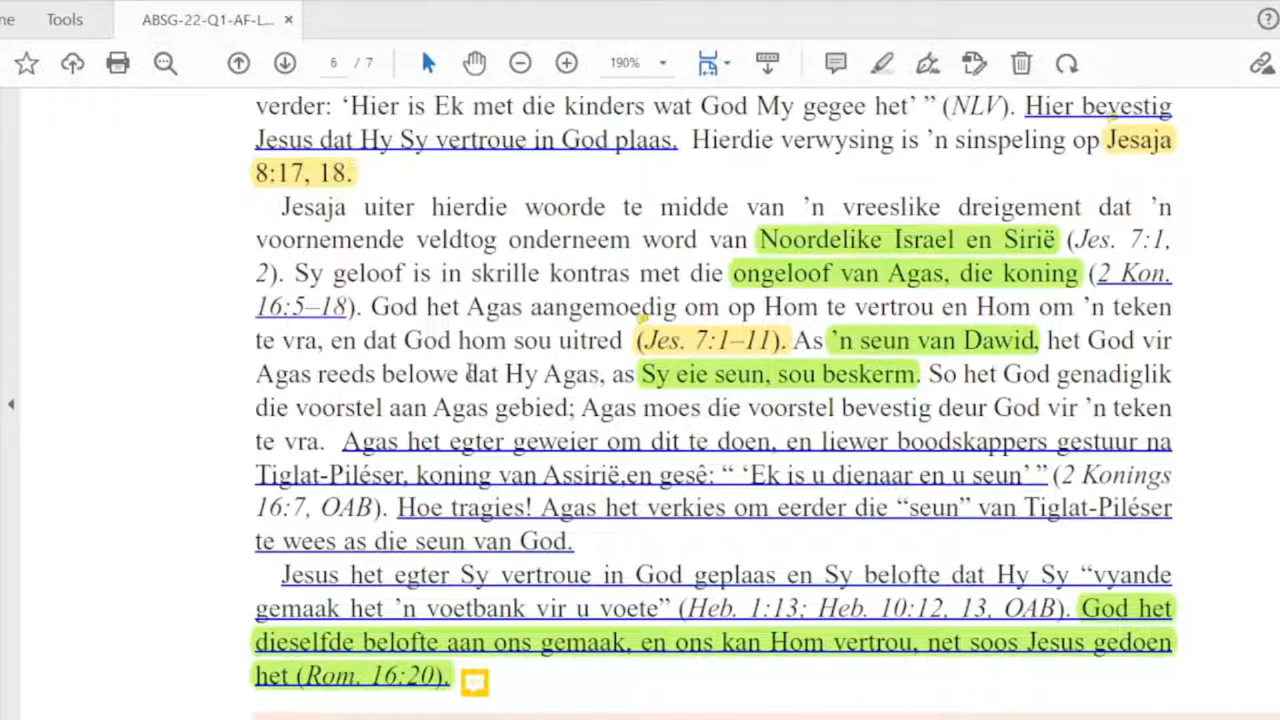 ne
Tools
ABSG-22-Q1-AF-L...
6 / 7
190%
verder: ‘Hier is Ek met die kinders wat God My gegee het’ ” (NLV). Hier bevestig
Jesus dat Hy Sy vertroue in God plaas. Hierdie verwysing is ’n sinspeling op Jesaja
8:17, 18.
Jesaja uiter hierdie woorde te midde van ’n vreeslike dreigement dat ’n
voornemende veldtog onderneem word van Noordelike Israel en Sirië (Jes. 7:1,
2). Sy geloof is in skrille kontras met die ongeloof van Agas, die koning (2 Kon.
16:5–18). God het Agas aangemoedig om op Hom te vertrou en Hom om ’n teken
te vra, en dat God hom sou uitred (Jes. 7:1–11). As ’n seun van Dawid, het God vir
Agas reeds belowe dat Hy Agas, as Sy eie seun, sou beskerm. So het God genadiglik
die voorstel aan Agas gebied; Agas moes die voorstel bevestig deur God vir ’n teken
te vra. Agas het egter geweier om dit te doen, en liewer boodskappers gestuur na
Tiglat-Piléser, koning van Assirië,en gesê: “ ‘Ek is u dienaar en u seun’ ” (2 Konings
16:7, OAB). Hoe tragies! Agas het verkies om eerder die “seun” van Tiglat-Piléser
te wees as die seun van God.
Jesus het egter Sy vertroue in God geplaas en Sy belofte dat Hy Sy “vyande
gemaak het ’n voetbank vir u voete” (Heb. 1:13; Heb. 10:12, 13, OAB). God het
dieselfde belofte aan ons gemaak, en ons kan Hom vertrou, net soos Jesus gedoen
het (Rom. 16:20).